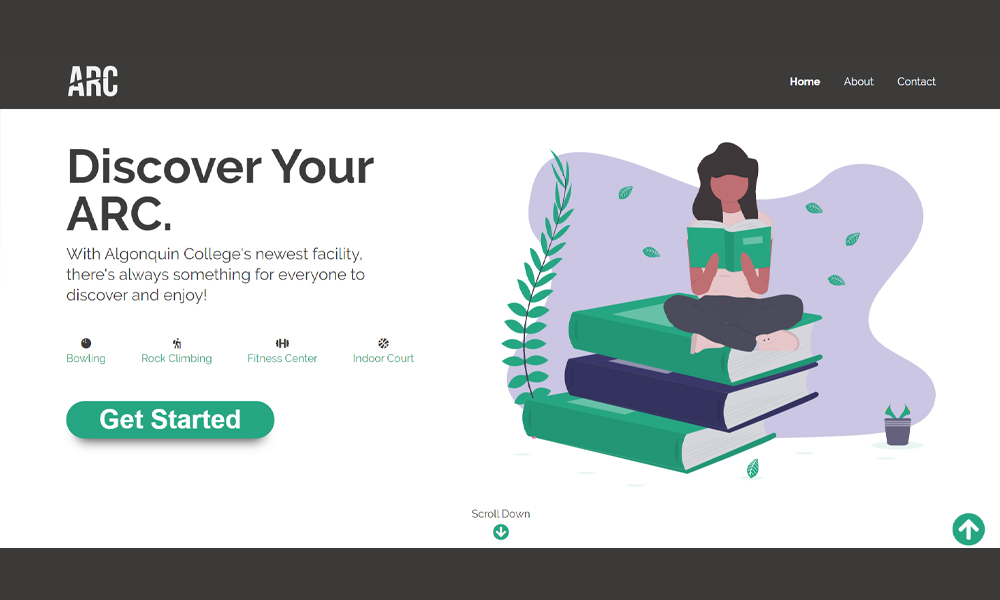 ARC
Home About Contact
Discover Your
ARC.
With Algonquin College's newest facility,
there's always something for everyone to
discover and enjoy!
Bowling Rock Climbing Fitness Center Indoor Court
Get Started
Scroll Down